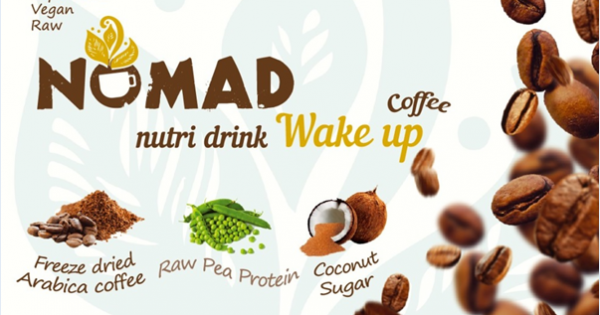 Vegan
Raw
NOMAD
nutri drink Wake up
Coffee
Freeze dried
Arabica coffee
Raw Pea Protein
Coconut
Sugar